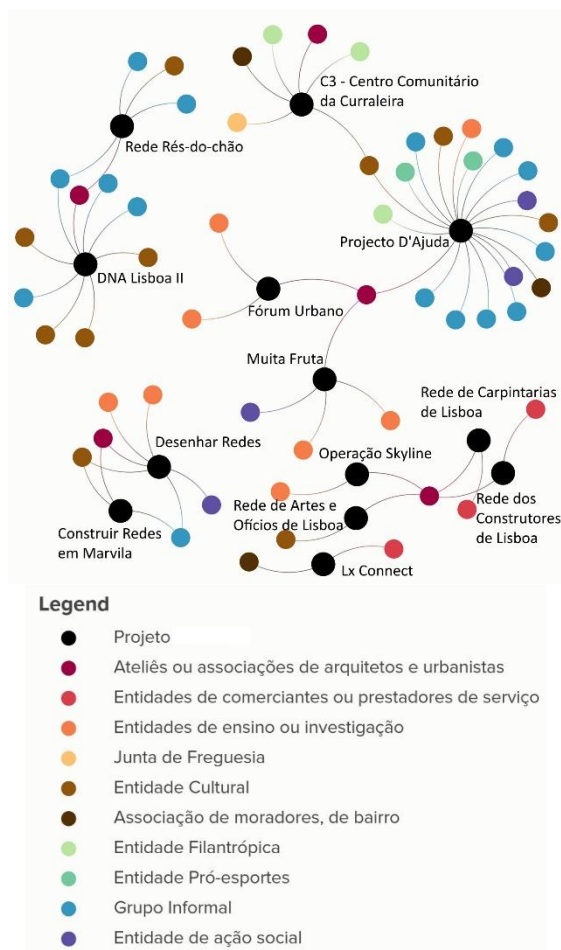 C3 - Centro Comunitário
da Curraleira
Rede Rés-do-chão
Projecto D'Ajuda
DNA Lisboa II
Fórum Urbano
Muita Fruta
Rede de Carpintarias
de Lisboa
Desenhar Redes
Operação Skyline
Rede de Artes e
Ofícios de Lisboa
Rede dos
Construtores
de Lisboa
Construir Redes
em Marvila
Lx Connect
Legend
Projeto
Ateliês ou associações de arquitetos e urbanistas
Entidades de comerciantes ou prestadores de serviço
Entidades de ensino ou investigação
Junta de Freguesia
Entidade Cultural
Associação de moradores, de bairro
Entidade Filantrópica
Entidade Pró-esportes
Grupo Informal
Entidade de ação social